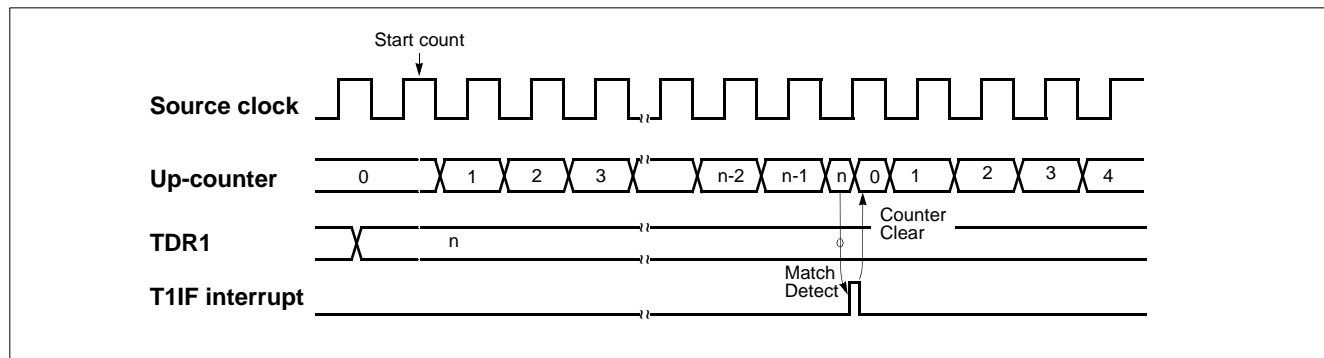 Start count
Source clock
Up-counter 0 1 2 3 n-2 n-1 n 0 1 2 3 4
Counter
Clear
TDR1 n
Match
Detect
T1IF interrupt